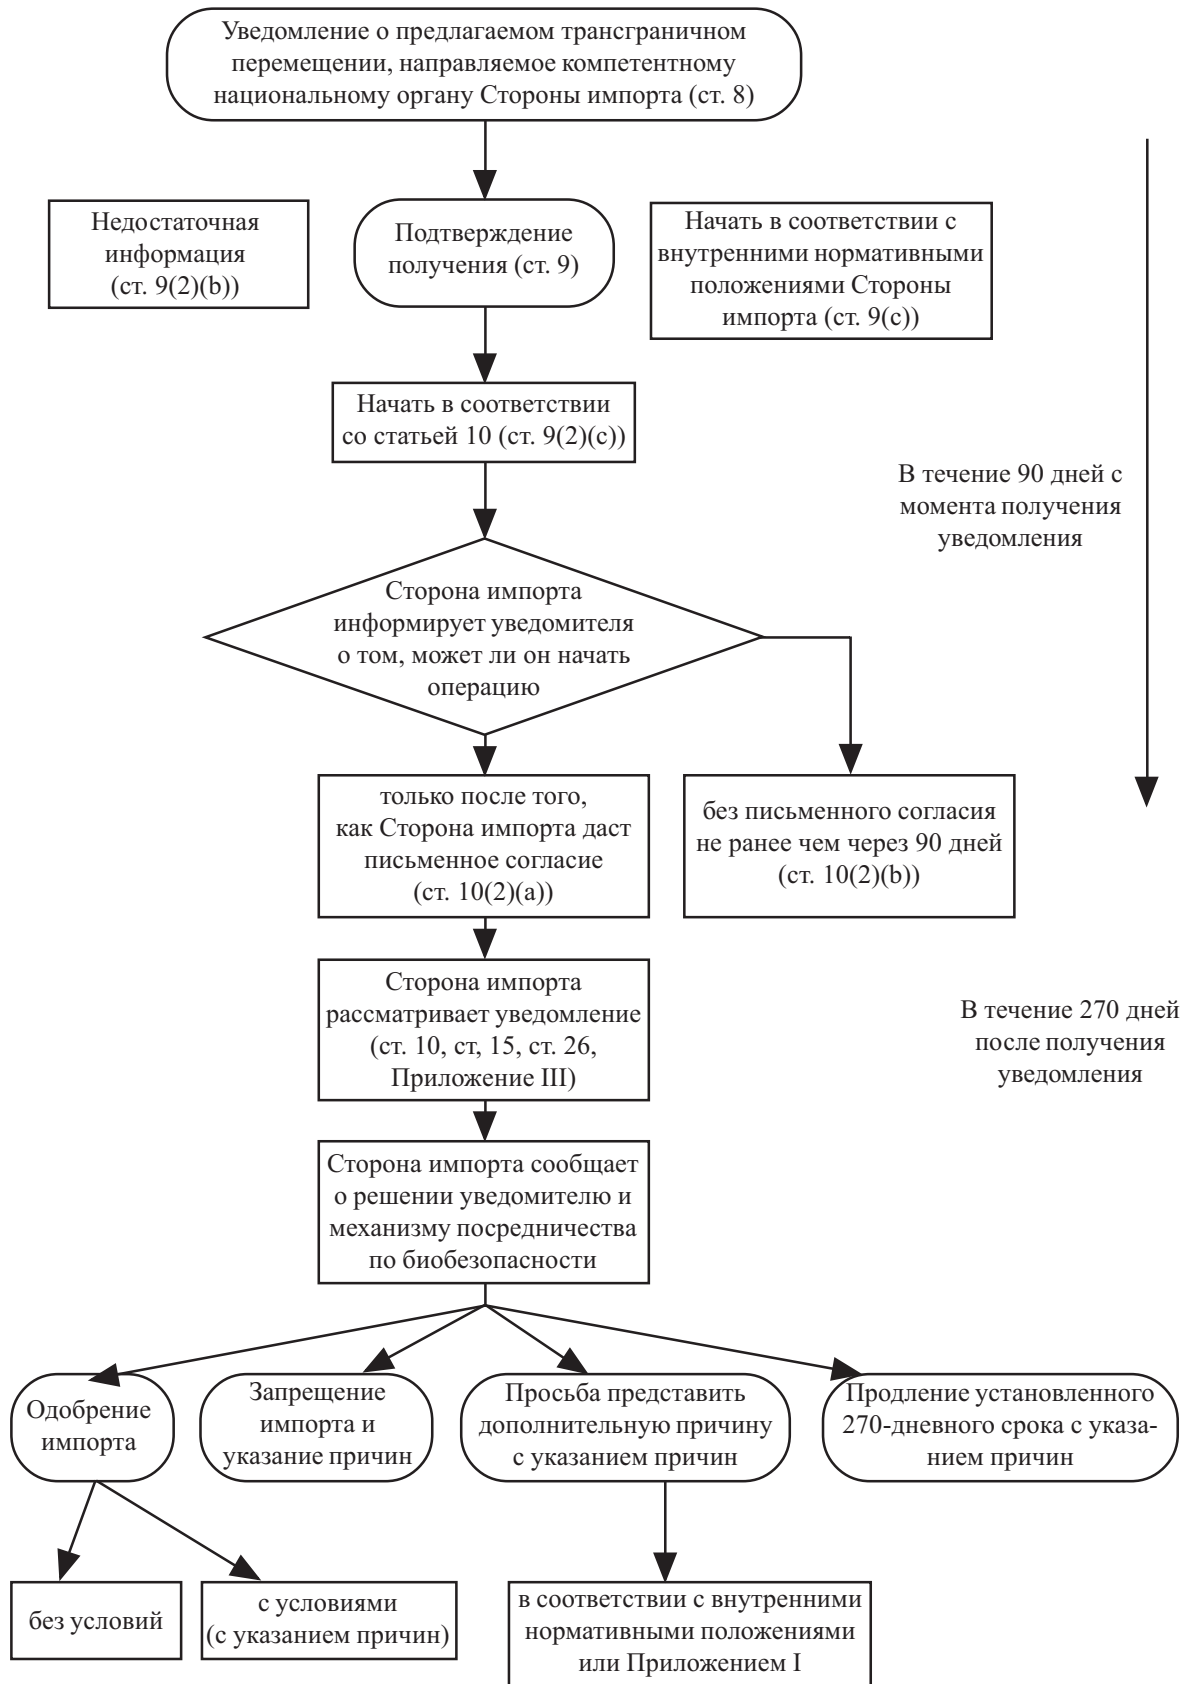 Уведомление о предлагаемом трансграничном
перемещении, направляемое компетентному
национальному органу Стороны импорта (ст. 8)
Недостаточная
информация
(ст. 9(2)(b))
Подтверждение
получения (ст. 9)
Начать в соответствии с
внутренними нормативными
положениями Стороны
импорта (ст. 9(с))
Начать в соответствии
со статьей 10 (ст. 9(2)(с))
В течение 90 дней с
момента получения
уведомления
Сторона импорта
информирует уведомителя
о том, может ли он начать
операцию
только после того,
как Сторона импорта даст
письменное согласие
(ст. 10(2)(a))
без письменного согласия
не ранее чем через 90 дней
(ст. 10(2)(b))
Сторона импорта
рассматривает уведомление
(ст. 10, ст, 15, ст. 26,
Приложение III)
В течение 270 дней
после получения
уведомления
Сторона импорта сообщает
о решении уведомителю и
механизму посредничества
по биобезопасности
Одобрение
импорта
Запрещение
импорта и
указание причин
Просьба представить
дополнительную причину
с указанием причин
Продление установленного
270-дневного срока с указа-
нием причин
без условий
с условиями
(с указанием причин)
в соответствии с внутренними
нормативными положениями
или Приложением I